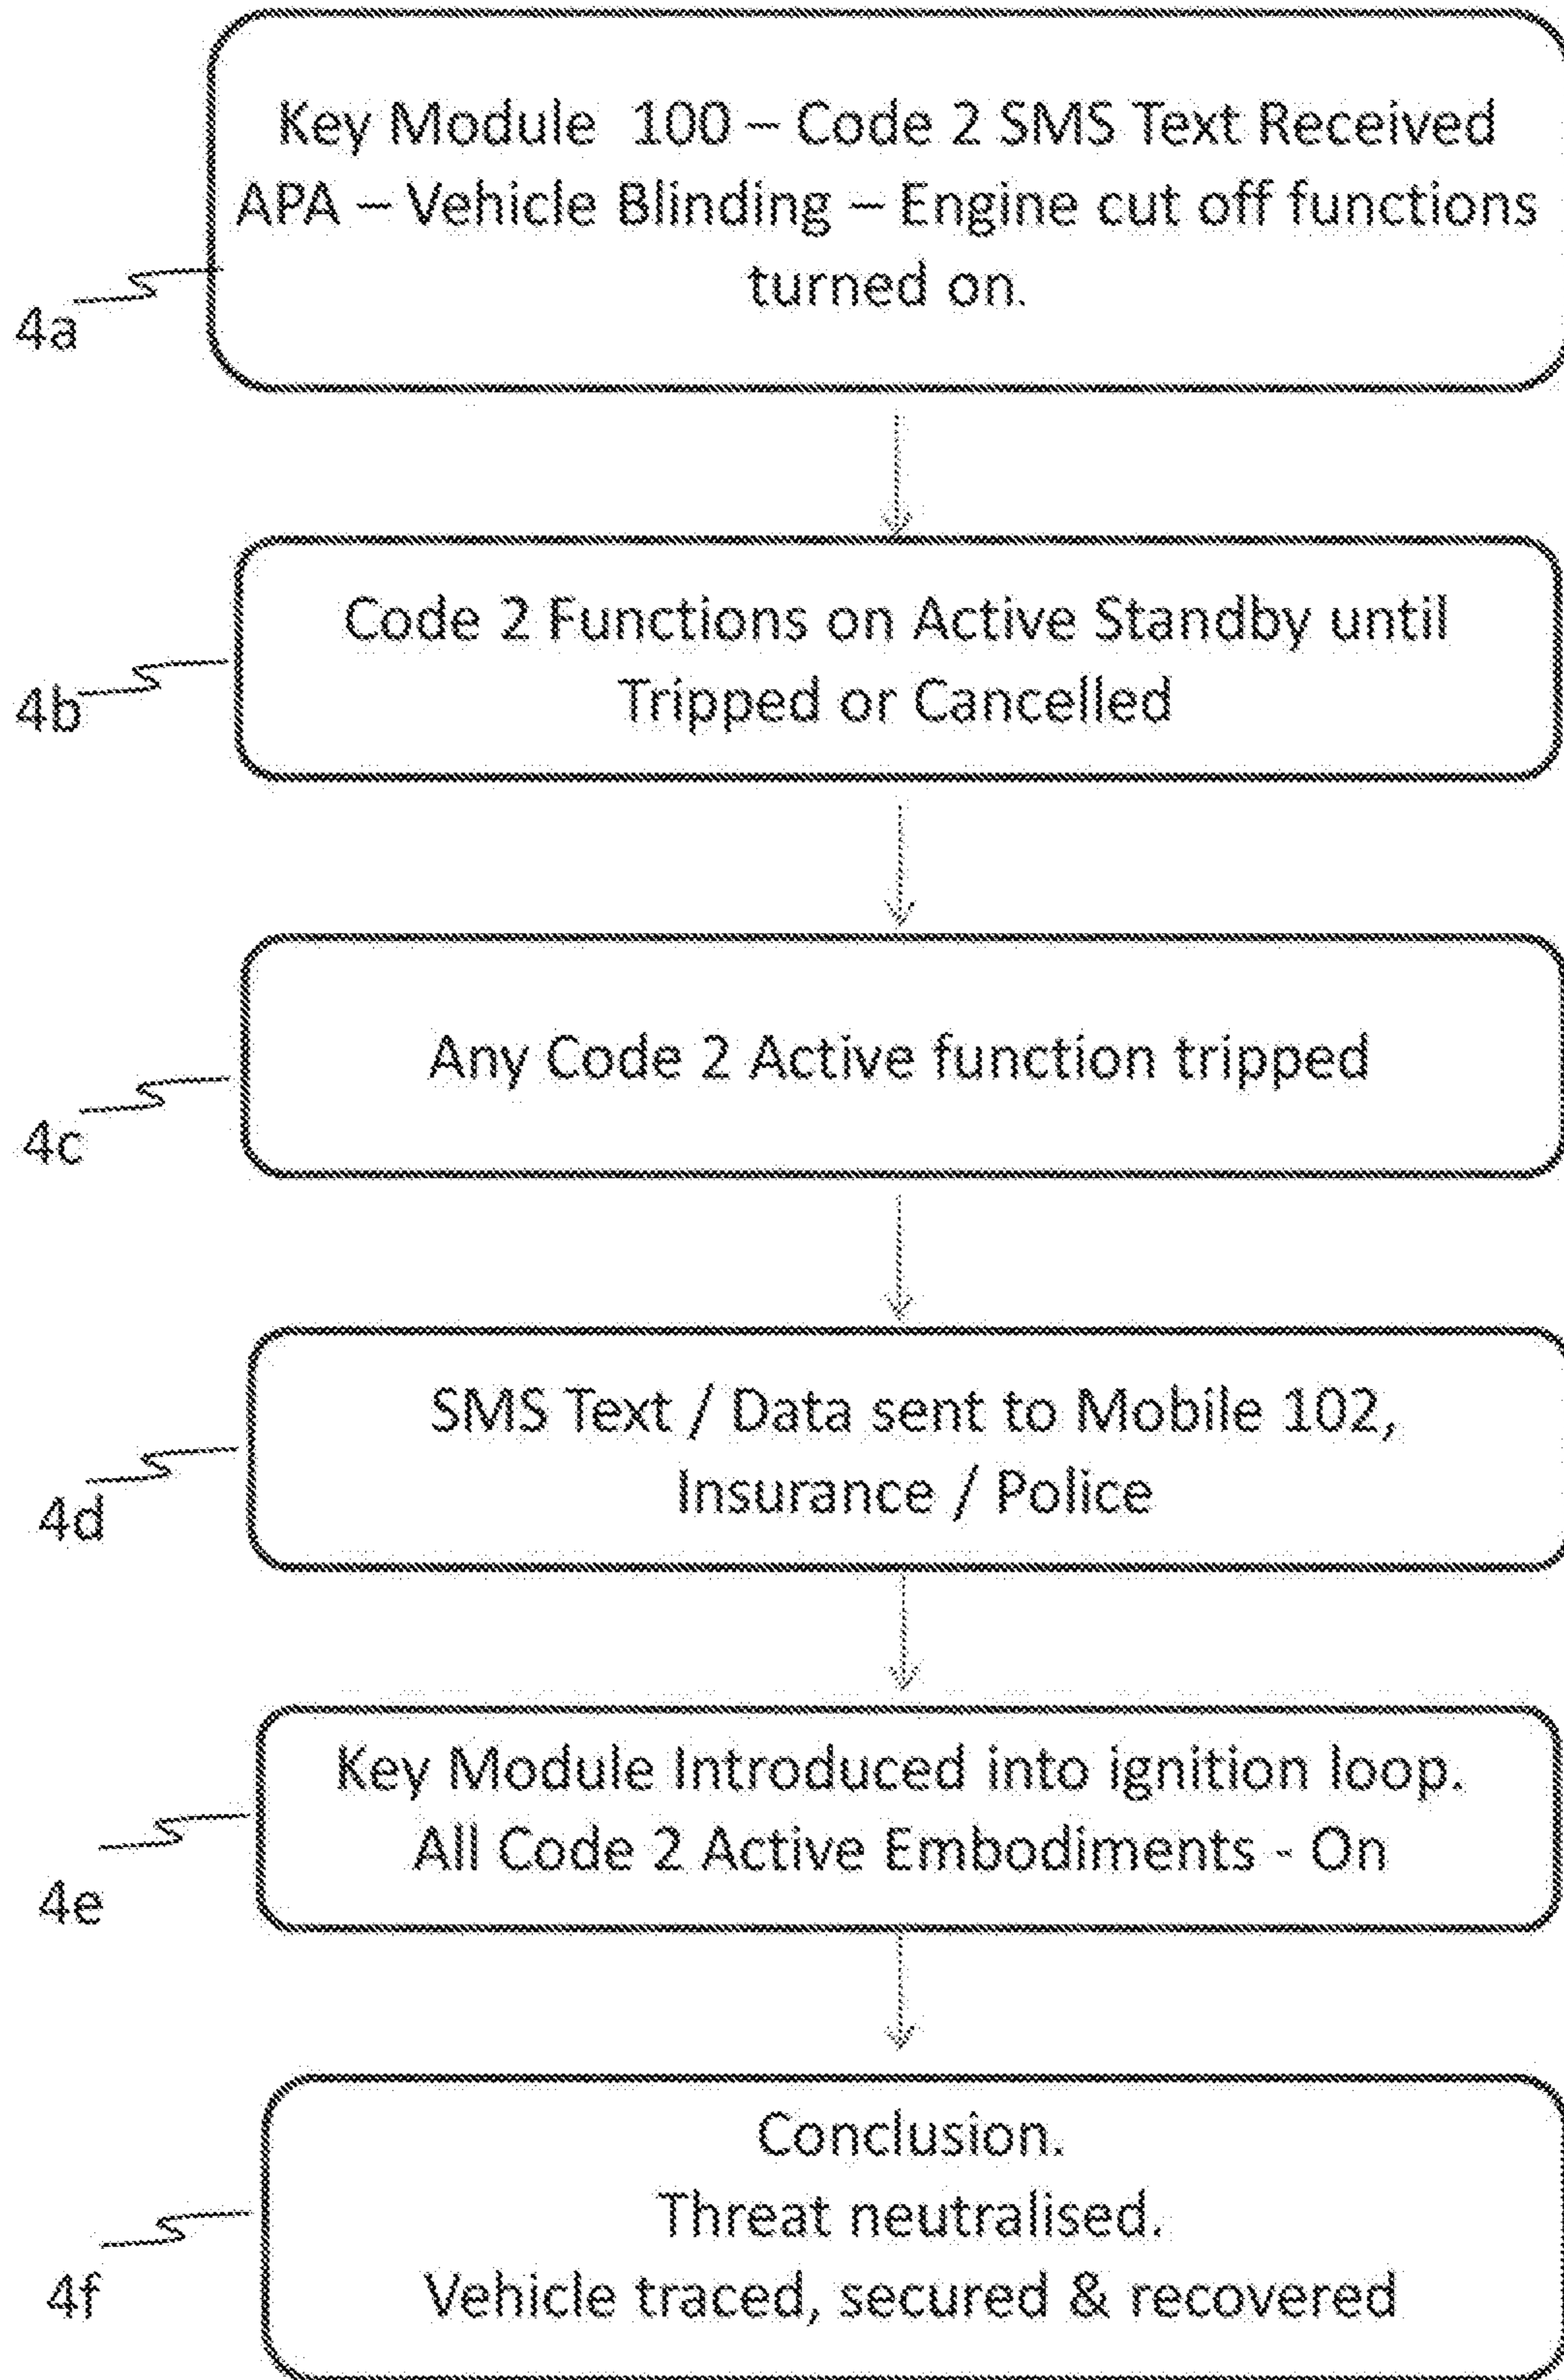 Key Module 100 – Code 2 SMS Text Received
APA – Vehicle Blinding – Engine cut off functions
turned on.
4a
Code 2 Functions on Active Standby until
Tripped or Cancelled
4b
Any Code 2 Active function tripped
4c
SMS Text / Data sent to Mobile 102,
Insurance / Police
4d
Key Module Introduced into ignition loop.
All Code 2 Active Embodiments - On
4e
Conclusion.
Threat neutralised.
Vehicle traced, secured & recovered
4f